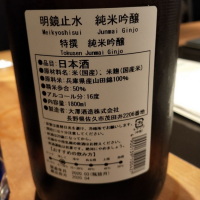 明鏡止水 純米吟醸
Meikyoshisui Junmai Ginjo
特撰 純米吟醸
Tokusen Junmai Ginjo
●品目：日本酒
●原材料名：米（国産）、米麹（国産米）
●兵庫県産山田錦100％
●精米歩合：50％
●アルコール分：16度
●内容量：1800ml
●製造者：大澤酒造株式会社
長野県佐久市茂田井2206番地